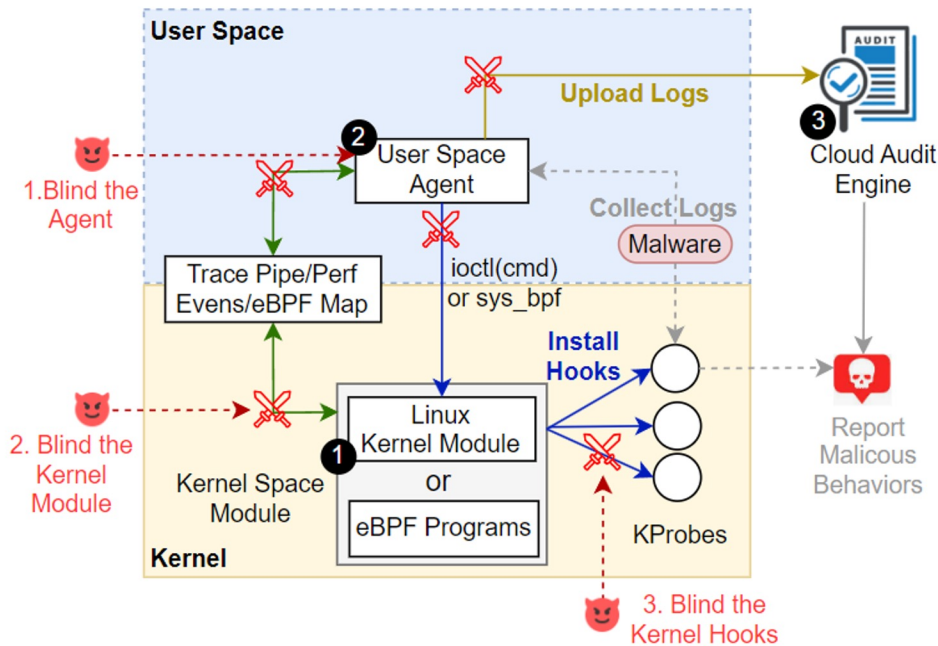 User Space
AUDIT
Upload Logs
3
Cloud Audit
Engine
2
User Space
Agent
1.Blind the
Agent
Collect Logs
Malware
Trace Pipe/Perf
Evens/eBPF Map
ioctl(cmd)
or sys_bpf
Install
Hooks
2. Blind the
Kernel
Module
Linux
Kernel Module
1
or
eBPF Programs
Kernel Space
Module
KProbes
Report
Malicous
Behaviors
Kernel
3. Blind the
Kernel Hooks